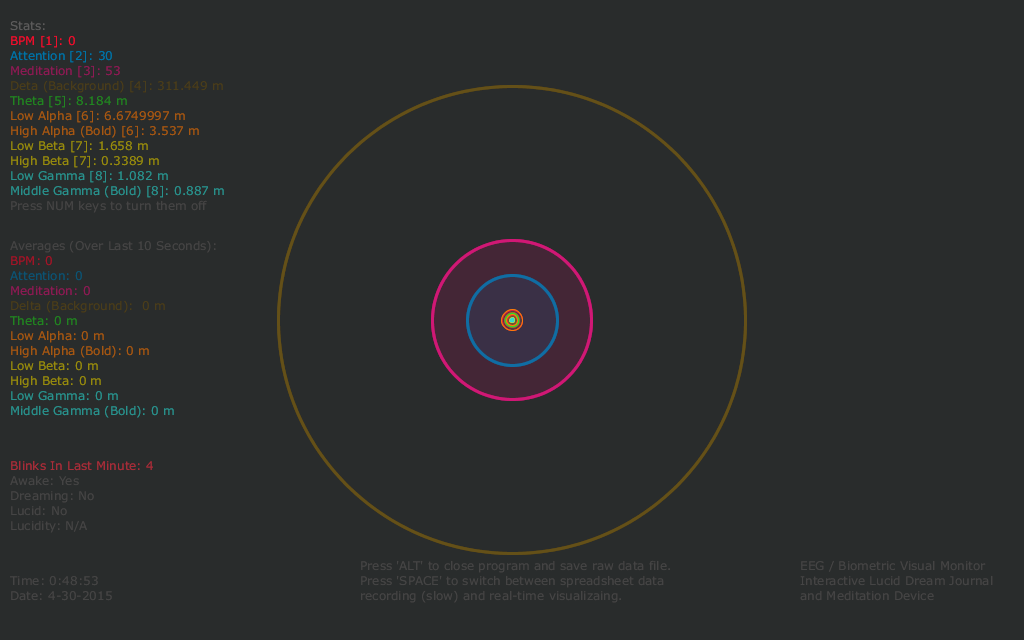 Stats:
BPM [1]: 0
Attention [2]: 30
Meditation [3]: 53
Deta (Background) [4]: 311.449 m
Theta [5]: 8.184 m
Low Alpha [6]: 6.6749997 m
High Alpha (Bold) [6]: 3.537 m
Low Beta [7]: 1.658 m
High Beta [7]: 0.3389 m
Low Gamma [8]: 1.082 m
Middle Gamma (Bold) [8]: 0.887 m
Press NUM keys to turn them off
Averages (Over Last 10 Seconds):
BPM: 0
Attention: 0
Meditation: 0
Delta (Background):  0 m
Theta: 0 m
Low Alpha: 0 m
High Alpha (Bold): 0 m
Low Beta: 0 m
High Beta: 0 m
Low Gamma: 0 m
Middle Gamma (Bold): 0 m
Blinks In Last Minute: 4
Awake: Yes
Dreaming: No
Lucid: No
Lucidity: N/A
Time: 0:48:53
Date: 4-30-2015
Press 'ALT' to close program and save raw data file.
Press 'SPACE' to switch between spreadsheet data
recording (slow) and real-time visualizaing.
EEG / Biometric Visual Monitor
Interactive Lucid Dream Journal
and Meditation Device